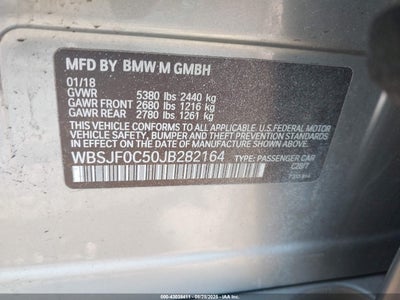 MFD BY BMW M GMBH
01/18
GVWR 5380 lbs 2440 kg
GAWR FRONT 2680 lbs 1216 kg
GAWR REAR 2780 lbs 1261 kg
THIS VEHICLE CONFORMS TO ALL APPLICABLE U.S.FEDERAL MOTOR
VEHICLE SAFETY, BUMPER, AND THEFT PREVENTION STANDARDS
IN EFFECT ON THE DATE OF MANUFACTURE SHOWN ABOVE.
WBSJF0C50JB282164 TYPE: PASSENGER CAR